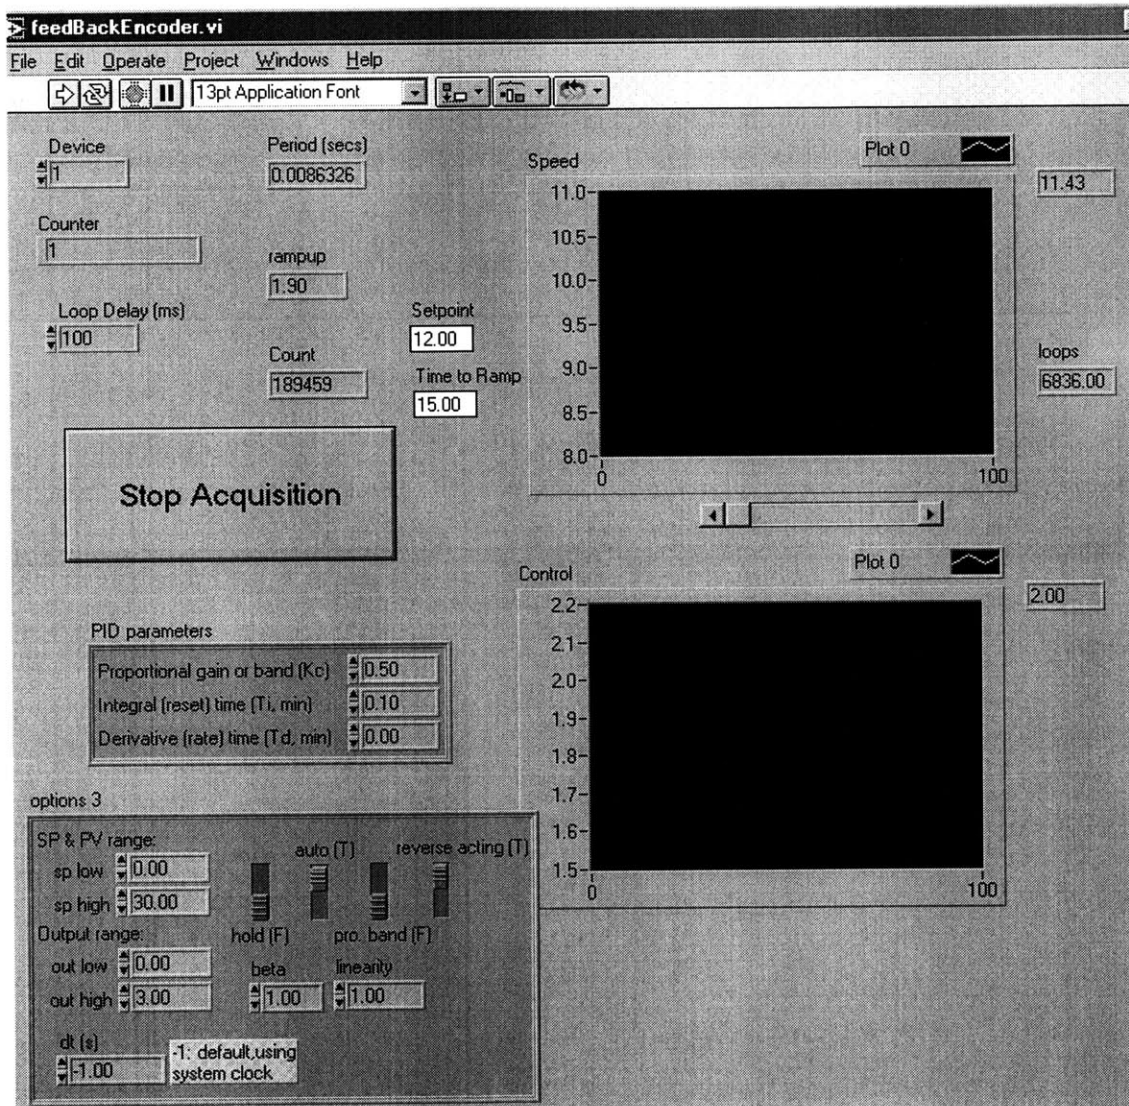 feedBackEncoder.vi
File Edit Operate Project Windows Help
13pt Application Font
Device
1
Period (secs)
0.0086326
Counter
1
rampup
1.90
Loop Delay (ms)
100
Setpoint
12.00
Count
189459
Time to Ramp
15.00
Stop Acquisition
Speed
Plot 0
11.43
11.0
10.5
10.0
9.5
9.0
8.5
8.0
0 100
loops
6836.00
Control
Plot 0
2.00
2.2
2.1
2.0
1.9
1.8
1.7
1.6
1.5
0 100
PID parameters
Proportional gain or band (Kc) 0.50
Integral (reset) time (Ti, min) 0.10
Derivative (rate) time (Td, min) 0.00
options 3
SP & PV range:
sp low 0.00
sp high 30.00
auto (T) reverse acting (T)
hold (F) pro. band (F)
Output range:
out low 0.00
out high 3.00
beta
1.00
linearity
1.00
dt (s)
-1.00
-1: default,using
system clock